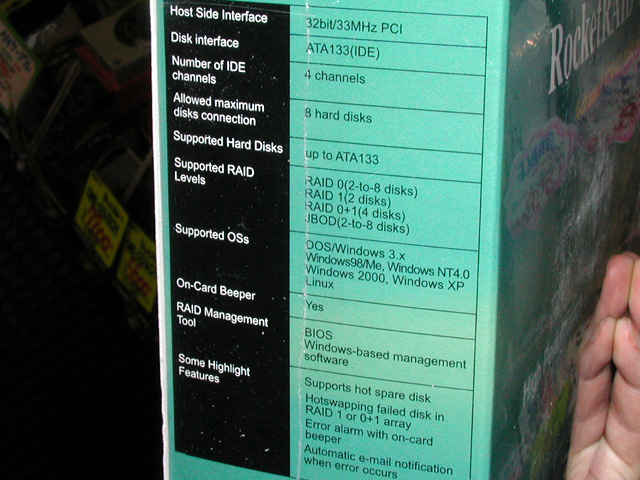 Host Side Interface
32bit/33MHz PCI
Disk interface
ATA133(IDE)
Number of IDE
channels
4 channels
Allowed maximum
disks connection
8 hard disks
Supported Hard Disks
up to ATA133
Supported RAID
Levels
RAID 0(2-to-8 disks)
RAID 1(2 disks)
RAID 0+1(4 disks)
JBOD(2-to-8 disks)
Supported OSs
DOS/Windows 3.x
Windows98/Me, Windows NT4.0
Windows 2000, Windows XP
Linux
On-Card Beeper
Yes
RAID Management
Tool
BIOS
Windows-based management
software
Some Highlight
Features
Supports hot spare disk
Hotswapping failed disk in
RAID 1 or 0+1 array
Error alarm with on-card
beeper
Automatic e-mail notification
when error occurs